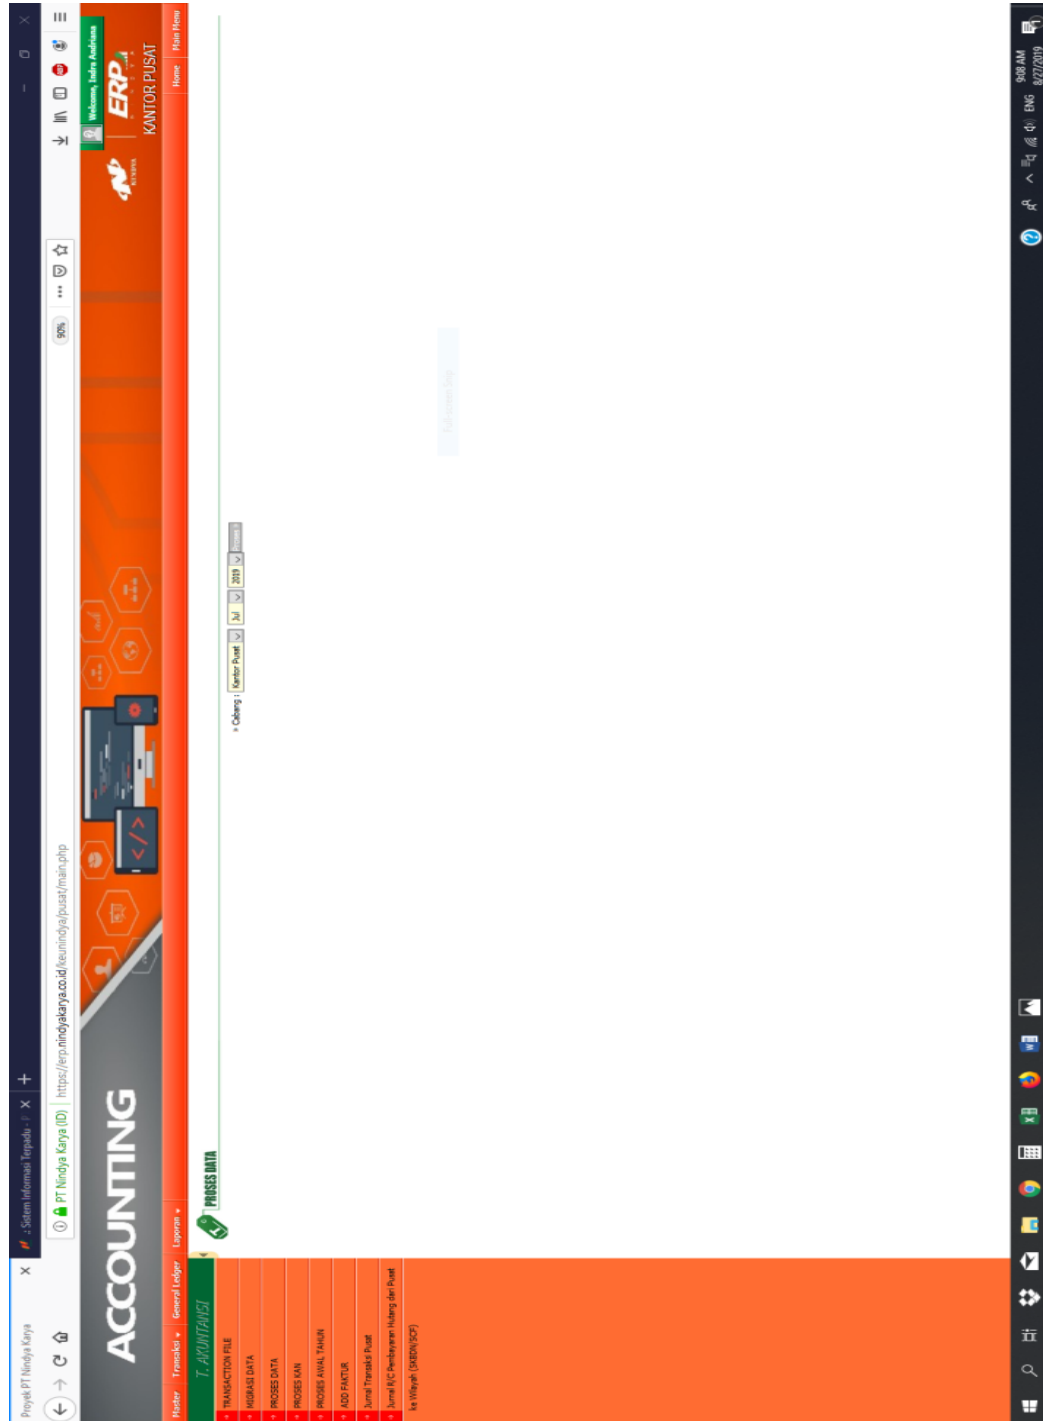 Proyek PT Nindya Karya
.: Sistem Informasi Terpadu -
PT Nindya Karya (ID)
https://erp.nindyakarya.co.id/keunindya/pusat/main.php
90%
ACCOUNTING
</>
Welcome, Indra Andriana
ERP
KANTOR PUSAT
Master
Transaksi
General Ledger
Laporan
Home
Main Menu
T. AKUNTANSI
TRANSACTION FILE
MIGRASI DATA
PROSES DATA
PROSES KAN
PROSES AWAL TAHUN
ADD FAKTUR
Jurnal Transaksi Pusat
Jurnal R/C Pembayaran Hutang dari Pusat
ke Wilayah (SKBDN/SCF)
PROSES DATA
» Cabang : Kantor Pusat Jul 2019
Full-screen Snip
ENG
9:08 AM
8/27/2019
1